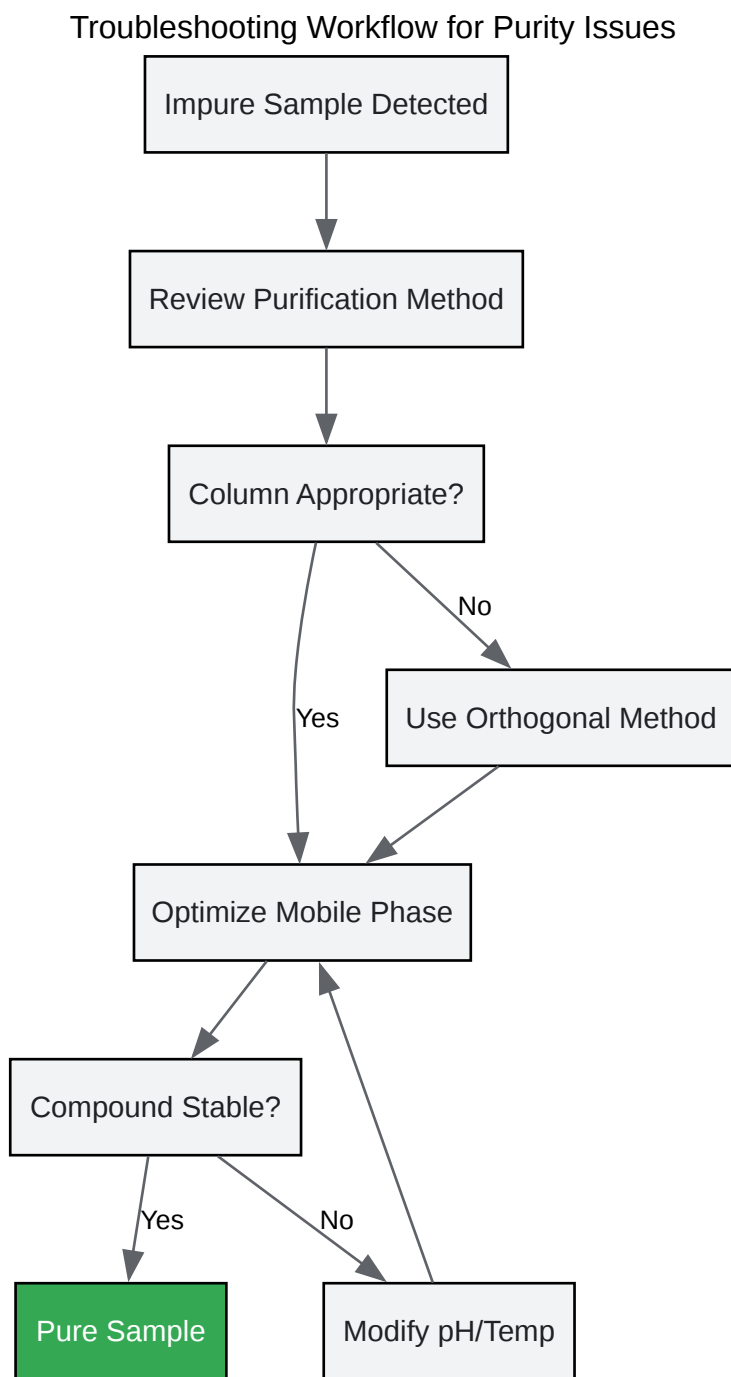 Troubleshooting Workflow for Purity Issues
Impure Sample Detected
Review Purification Method
Column Appropriate?
No
Yes
Use Orthogonal Method
Optimize Mobile Phase
Compound Stable?
Yes
No
Pure Sample
Modify pH/Temp